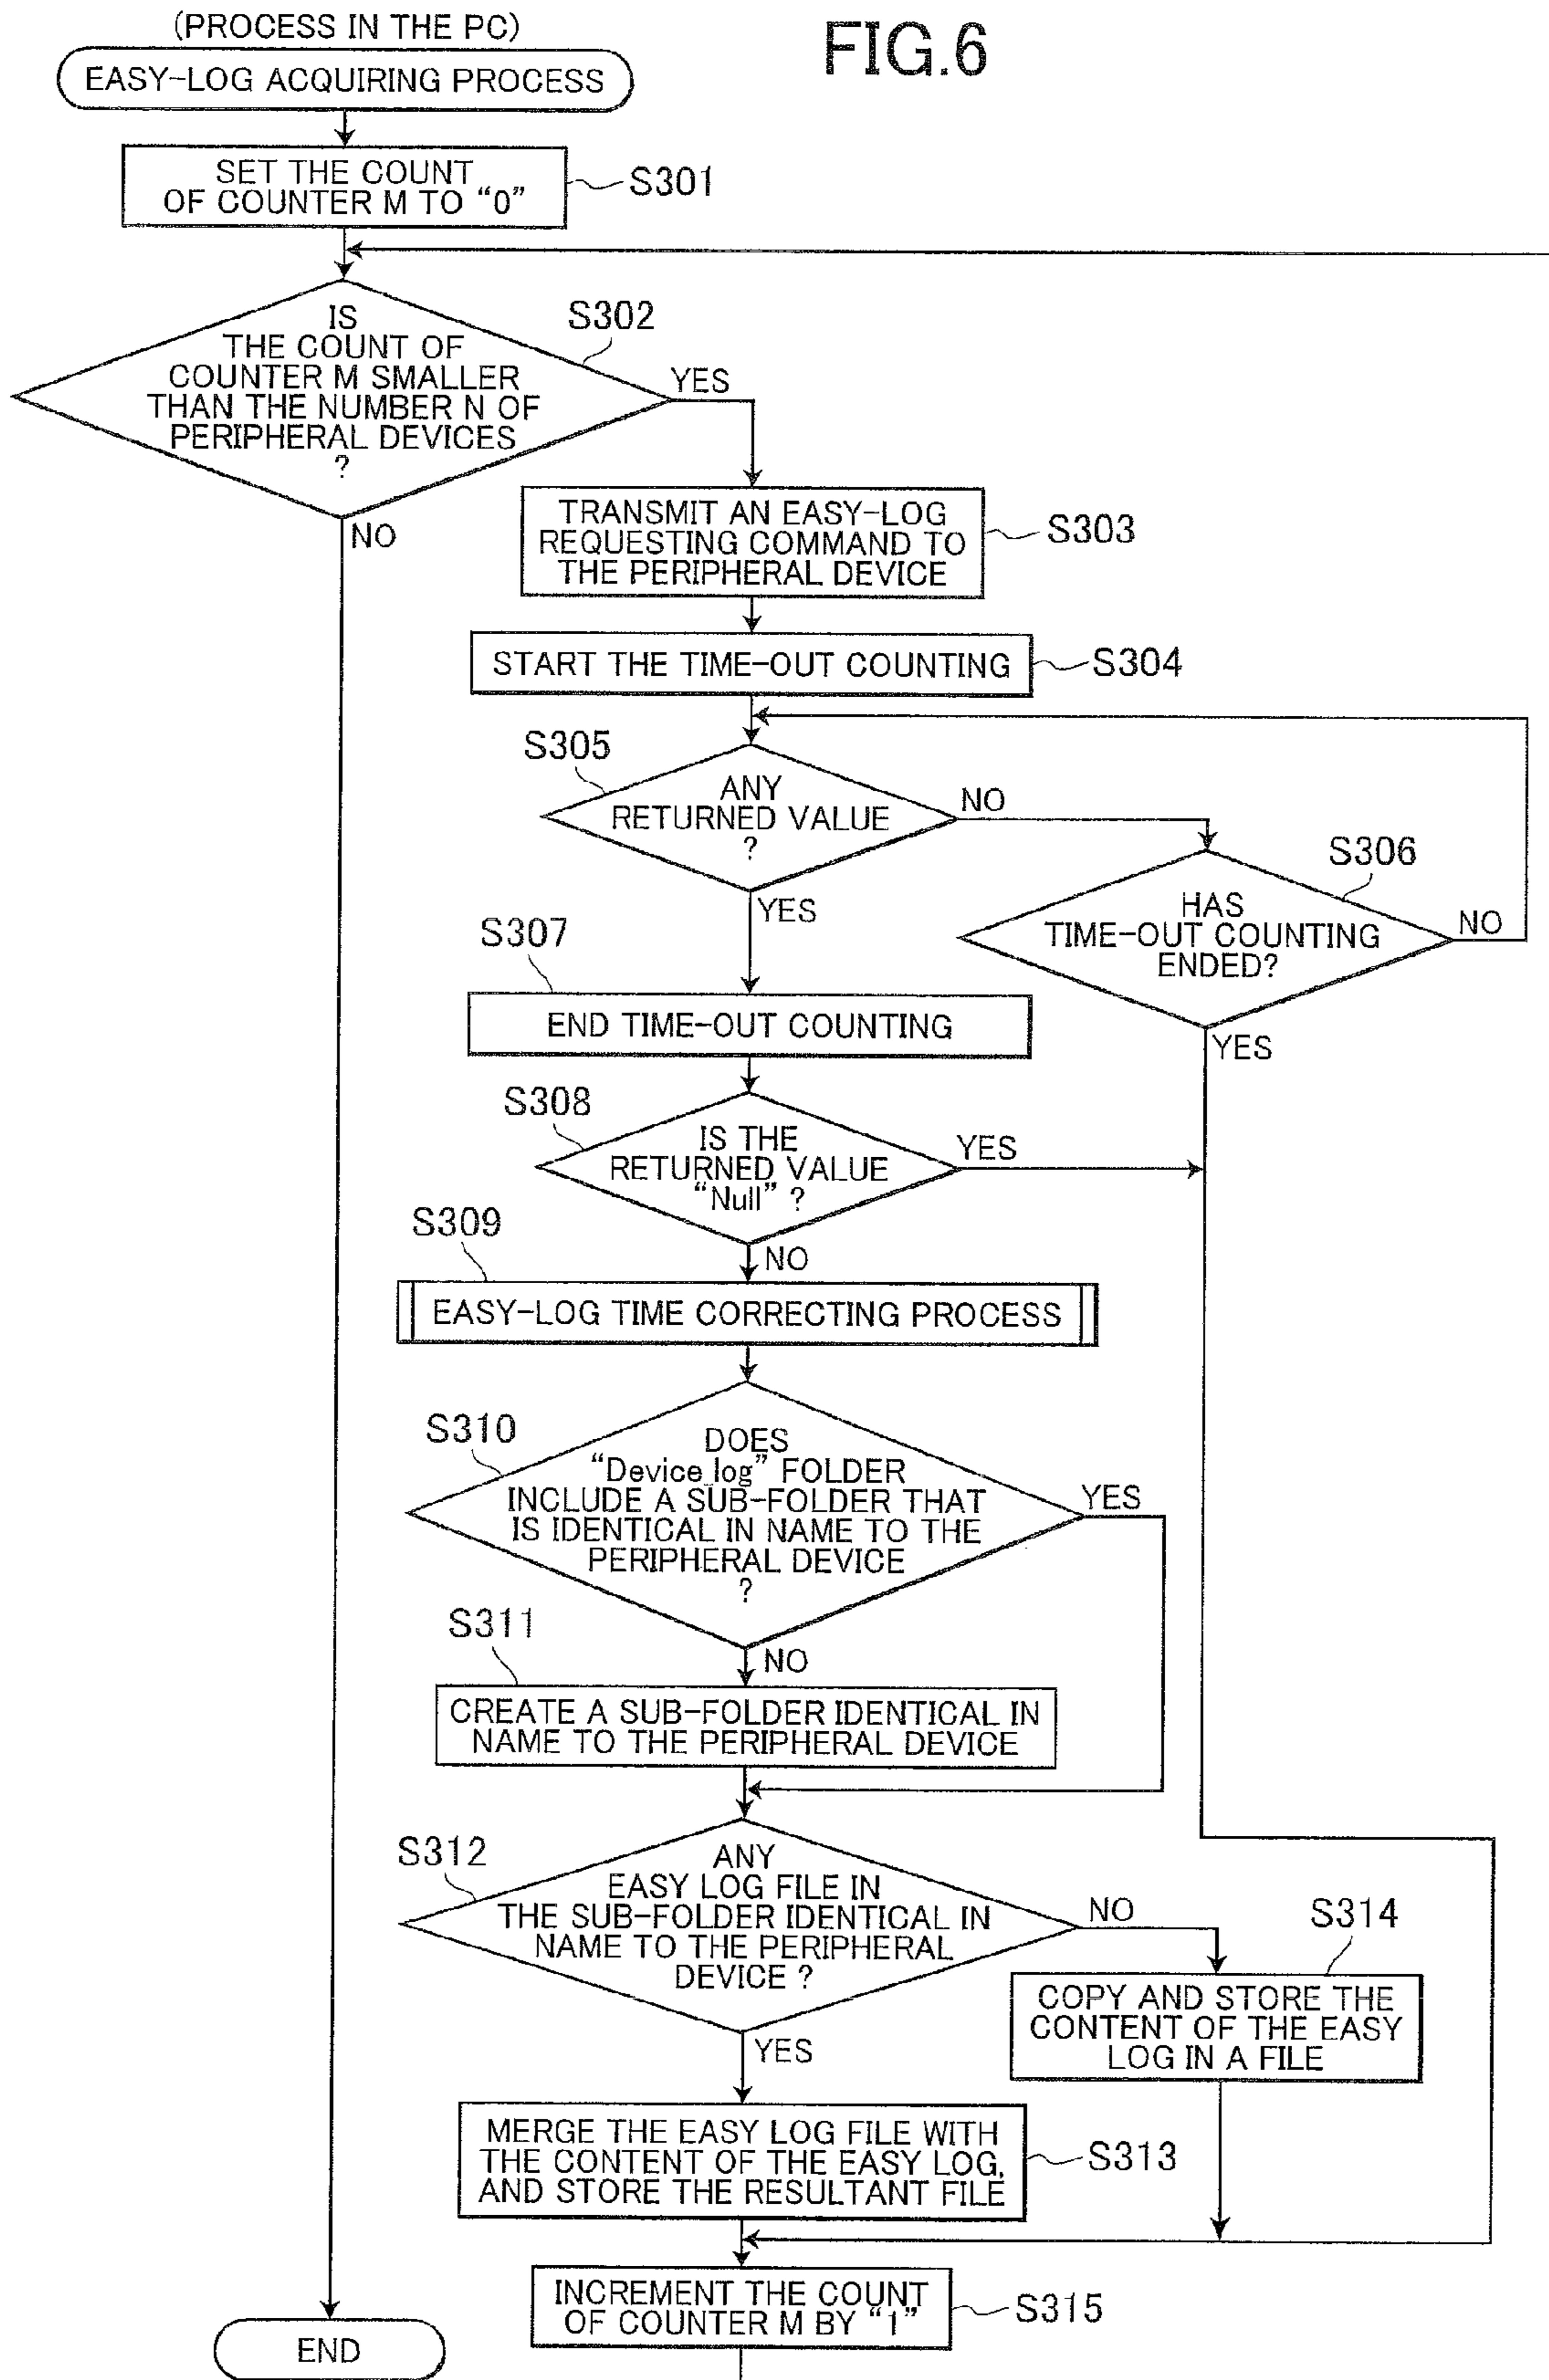 (PROCESS IN THE PC)
FIG.6
EASY-LOG ACQUIRING PROCESS
SET THE COUNT
OF COUNTER M TO “0”
S301
IS
THE COUNT OF
COUNTER M SMALLER
THAN THE NUMBER N OF
PERIPHERAL DEVICES
?
S302
YES
NO
TRANSMIT AN EASY-LOG
REQUESTING COMMAND TO
THE PERIPHERAL DEVICE
S303
START THE TIME-OUT COUNTING
S304
S305
ANY
RETURNED VALUE
?
NO
YES
S306
HAS
TIME-OUT COUNTING
ENDED?
NO
YES
S307
END TIME-OUT COUNTING
S308
IS THE
RETURNED VALUE
“Null” ?
YES
NO
S309
EASY-LOG TIME CORRECTING PROCESS
S310
DOES
“Device_log” FOLDER
INCLUDE A SUB-FOLDER THAT
IS IDENTICAL IN NAME TO THE
PERIPHERAL DEVICE
?
YES
NO
S311
CREATE A SUB-FOLDER IDENTICAL IN
NAME TO THE PERIPHERAL DEVICE
S312
ANY
EASY LOG FILE IN
THE SUB-FOLDER IDENTICAL IN
NAME TO THE PERIPHERAL
DEVICE ?
NO
YES
S314
COPY AND STORE THE
CONTENT OF THE EASY
LOG IN A FILE
MERGE THE EASY LOG FILE WITH
THE CONTENT OF THE EASY LOG,
AND STORE THE RESULTANT FILE
S313
INCREMENT THE COUNT
OF COUNTER M BY “1”
S315
END